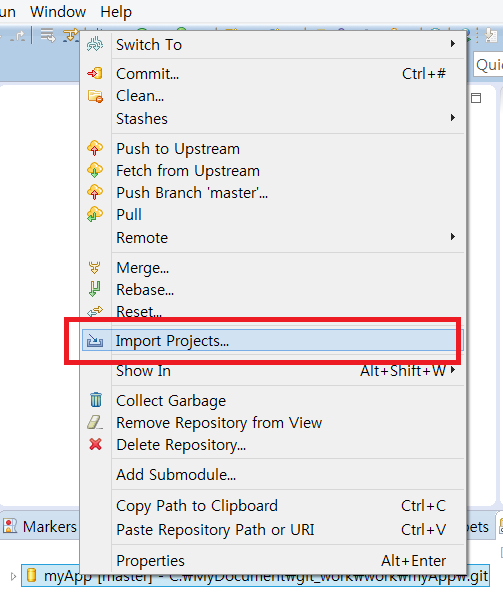 un Window Help
Switch To
Quic
Commit... Ctrl+#
Clean...
Stashes
Push to Upstream
Fetch from Upstream
Push Branch 'master'...
Pull
Remote
Merge...
Rebase...
Reset...
Import Projects...
Show In Alt+Shift+W
Collect Garbage
Remove Repository from View
Delete Repository...
Add Submodule...
Copy Path to Clipboard Ctrl+C
Markers pets
Paste Repository Path or URI Ctrl+V
Properties Alt+Enter
myApp [master] - C:₩MyDocument₩git_work₩work₩myApp₩.git